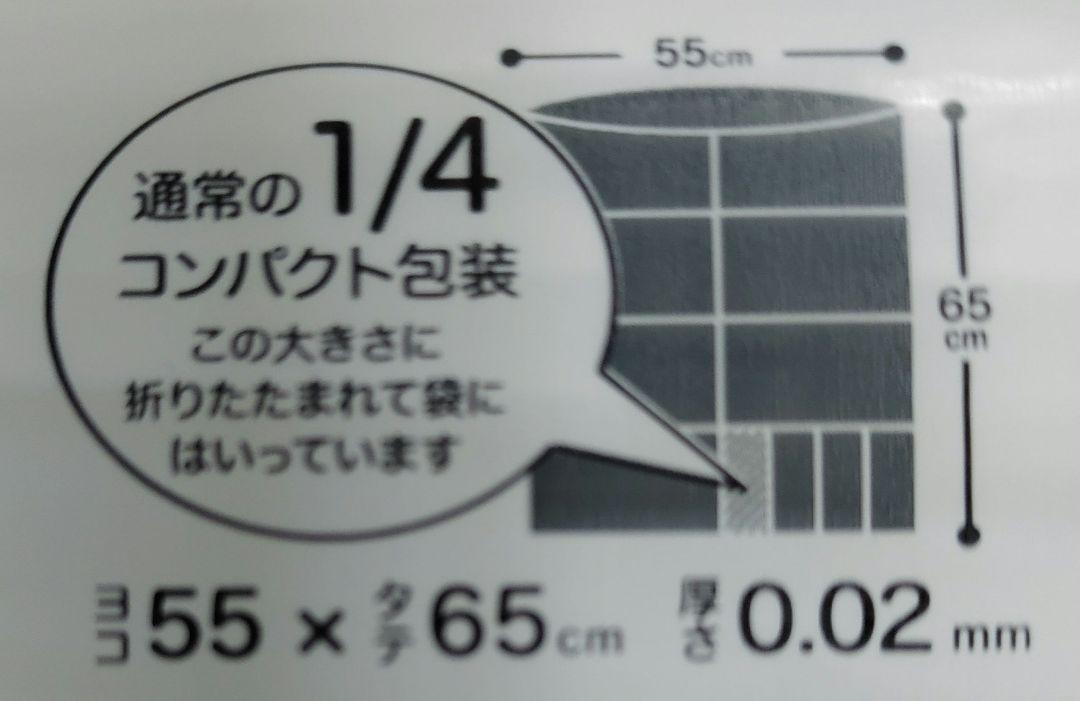 55cm
通常の1/4
コンパクト包装
この大きさに
折りたたまれて袋に
はいっています
65
cm
ヨコ55×タテ65cm 厚さ0.02mm